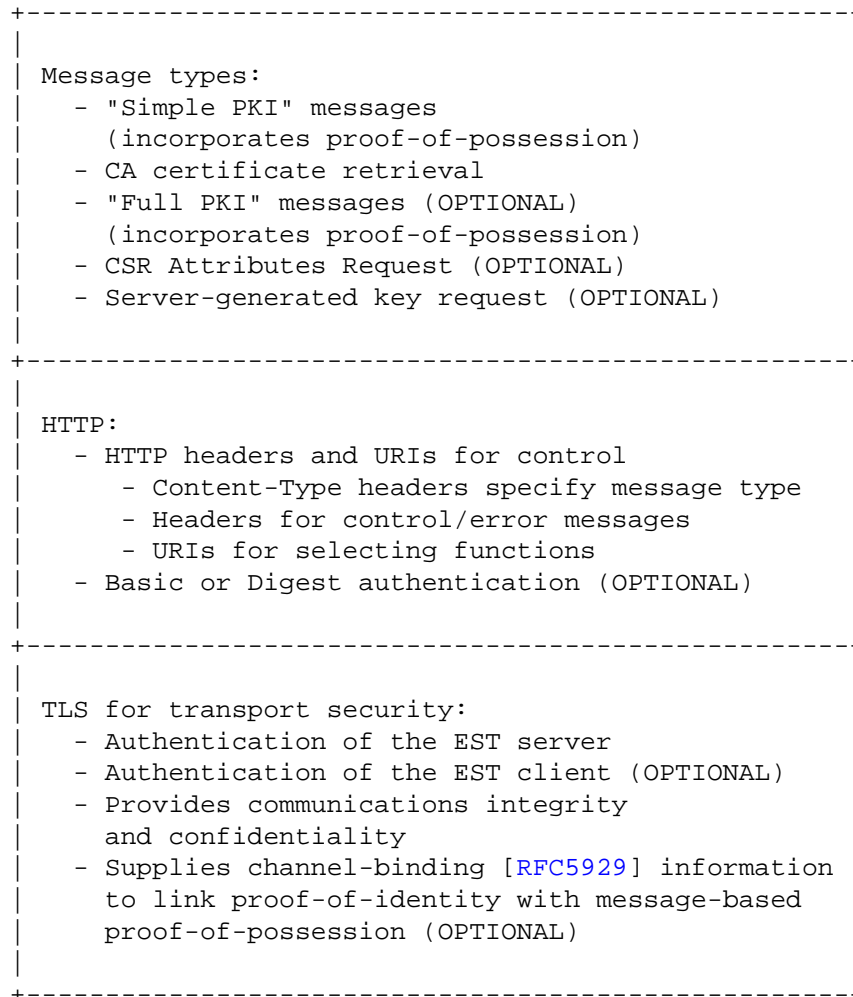 +-----------------------------------------------------
|
| Message types:
|   - "Simple PKI" messages
|     (incorporates proof-of-possession)
|   - CA certificate retrieval
|   - "Full PKI" messages (OPTIONAL)
|     (incorporates proof-of-possession)
|   - CSR Attributes Request (OPTIONAL)
|   - Server-generated key request (OPTIONAL)
|
+-----------------------------------------------------
|
| HTTP:
|   - HTTP headers and URIs for control
|      - Content-Type headers specify message type
|      - Headers for control/error messages
|      - URIs for selecting functions
|   - Basic or Digest authentication (OPTIONAL)
|
+-----------------------------------------------------
|
| TLS for transport security:
|   - Authentication of the EST server
|   - Authentication of the EST client (OPTIONAL)
|   - Provides communications integrity
|     and confidentiality
|   - Supplies channel-binding [RFC5929] information
|     to link proof-of-identity with message-based
|     proof-of-possession (OPTIONAL)
|
+-----------------------------------------------------